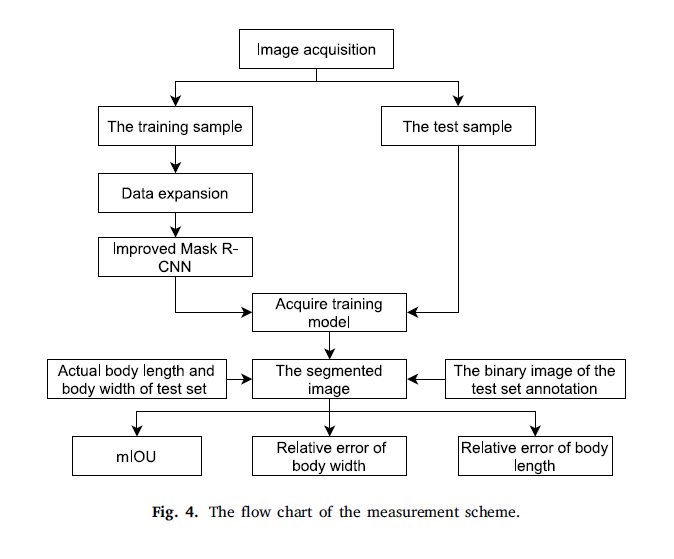 Image acquisition
The training sample
The test sample
Data expansion
Improved Mask R-
CNN
Acquire training
model
Actual body length and
body width of test set
The segmented
image
The binary image of the
test set annotation
mIOU
Relative error of
body width
Relative error of body
length
Fig. 4. The flow chart of the measurement scheme.